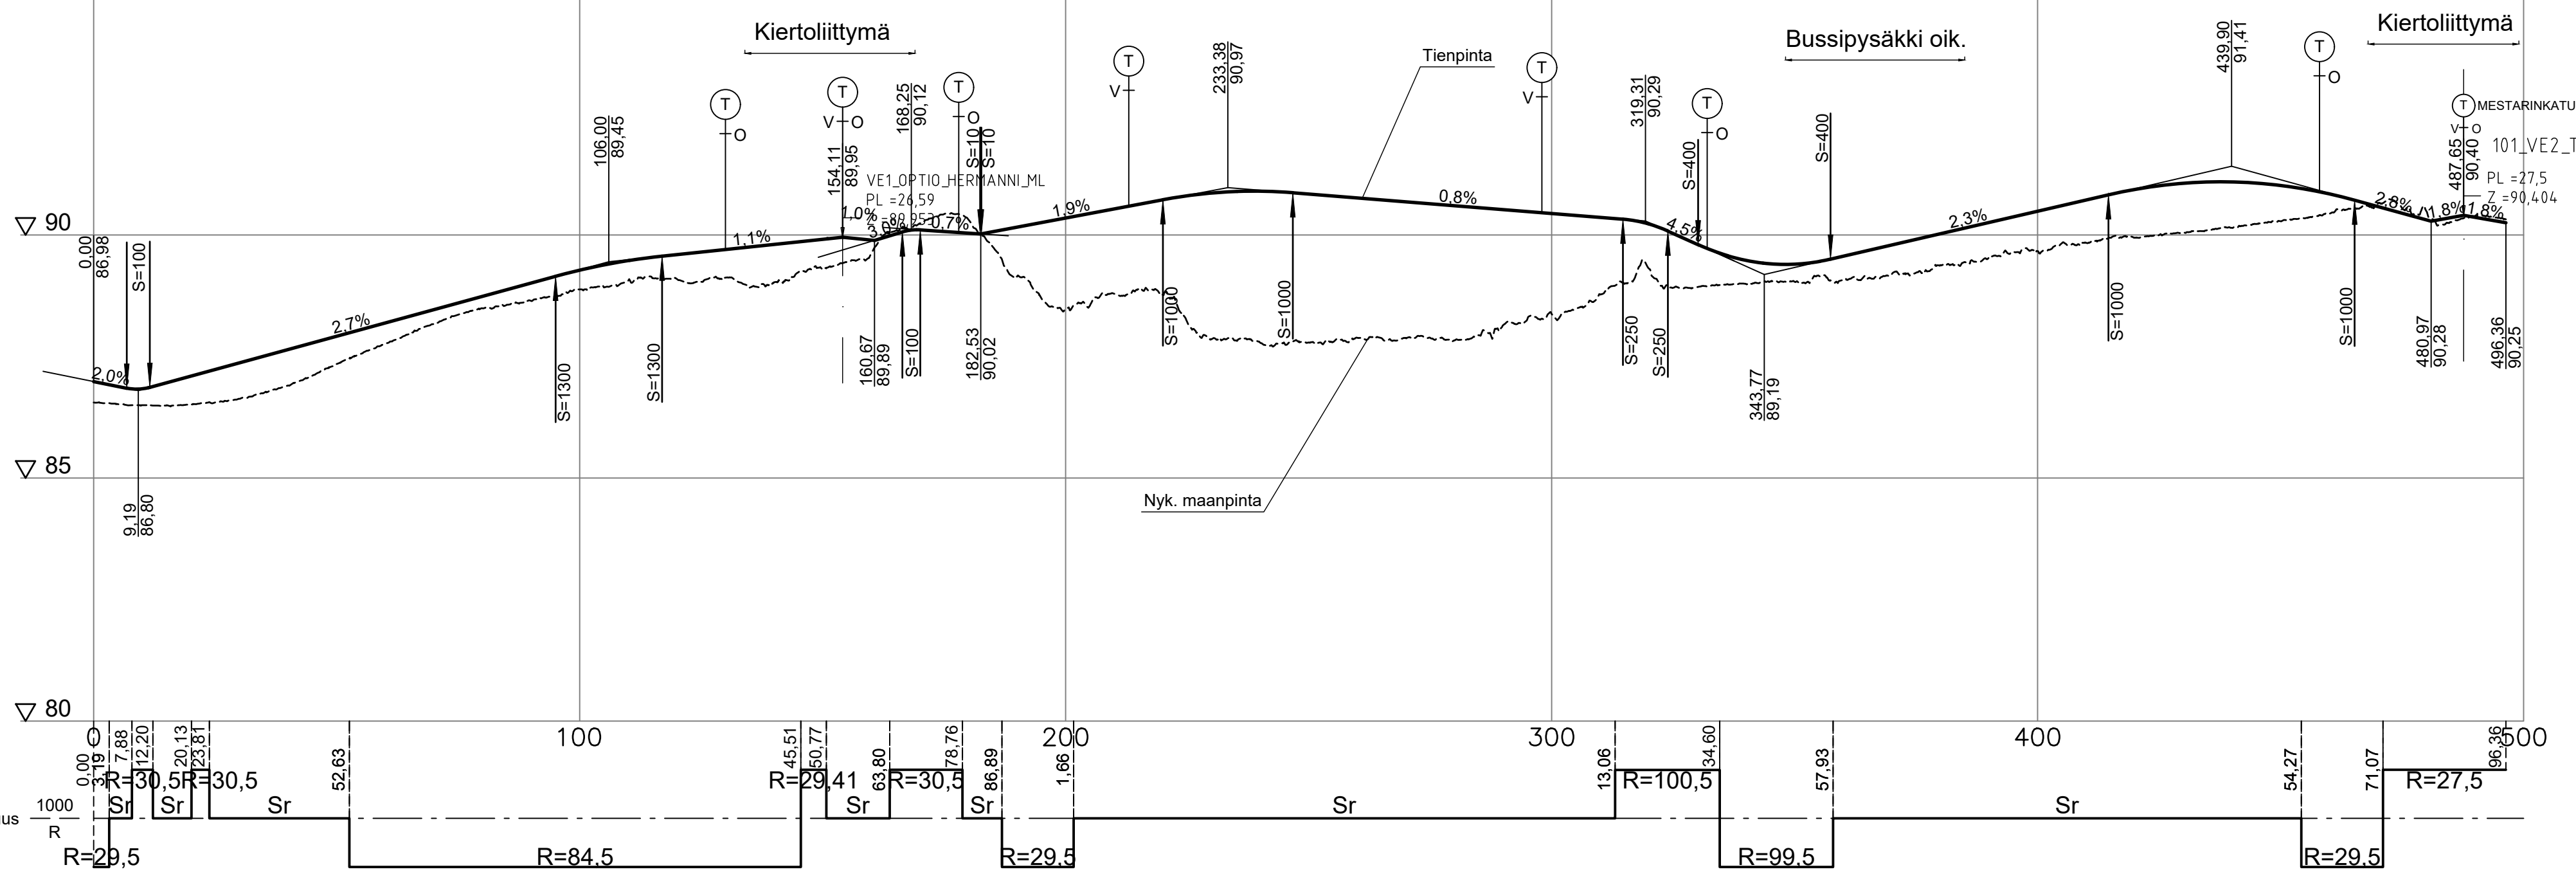 Kiertoliittymä
Bussipysäkki oik.
Kiertoliittymä
Tienpinta
T
O
T
V O
T
O
T
V
T
V
T
O
T
O
T MESTARINKATU
V O
101_VE2_T
PL =27,5
Z =90,404
VE1_OPTIO_HERMANNI_ML
PL =26,59
0,00
86,98
S=100
9,19
86,80
106,00
89,45
S=1300
S=1300
154,11
89,95
160,67
89,89
168,25
90,12
S=100
S=10
S=10
182,53
90,02
S=1000
233,38
90,97
S=1000
319,31
90,29
S=250
S=250
S=400
343,77
89,19
S=400
S=1000
439,90
91,41
S=1000
480,97
90,28
487,65
90,40
496,36
90,25
2,0%
2,7%
1,1%
1,0%
0,7%
1,9%
0,8%
4,5%
2,3%
2,8%
1,8%
1,8%
90
85
80
Nyk. maanpinta
0
100
200
300
400
500
0,00
3,19
7,88
12,20
20,13
23,81
52,63
45,51
50,77
63,80
78,76
86,89
1,66
13,06
34,60
57,93
54,27
71,07
96,36
R=30,5
R=30,5
R=29,41
R=30,5
R=100,5
R=27,5
us
1000
R
Sr
Sr
Sr
Sr
Sr
Sr
Sr
R=29,5
R=84,5
R=29,5
R=99,5
R=29,5